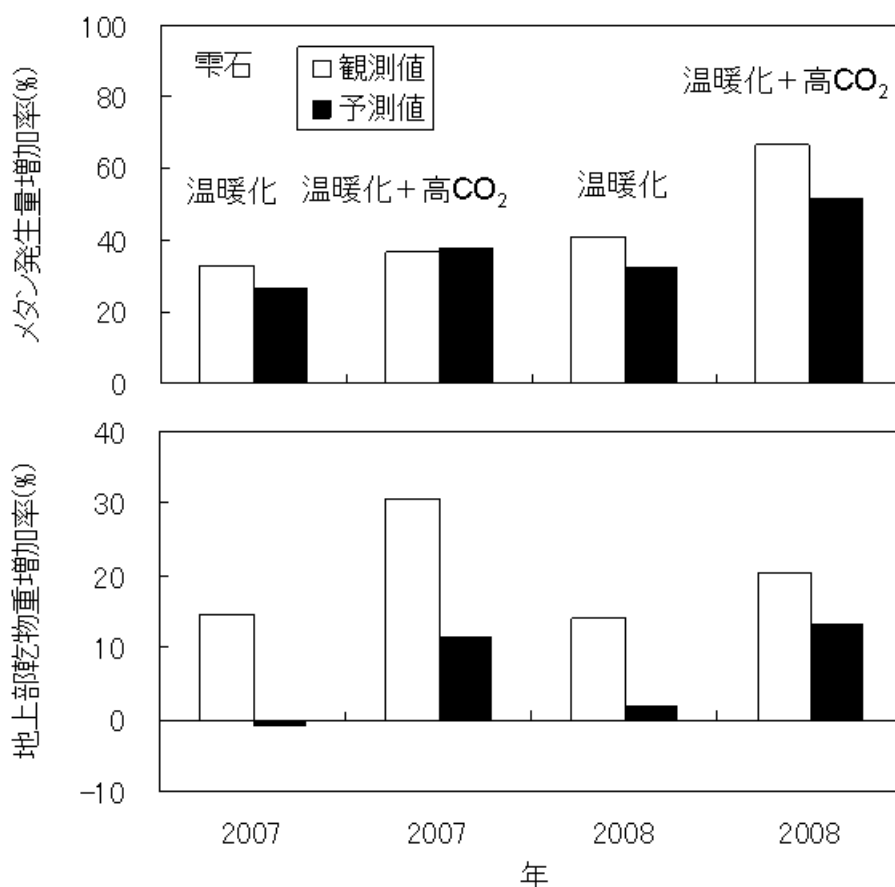 メタン発生量増加率(%)
100
80
60
40
20
0
雫石
観測値
予測値
温暖化
温暖化＋高CO₂
温暖化
温暖化＋高CO₂
地上部乾物重増加率(%)
40
30
20
10
0
-10
2007
2007
2008
2008
年